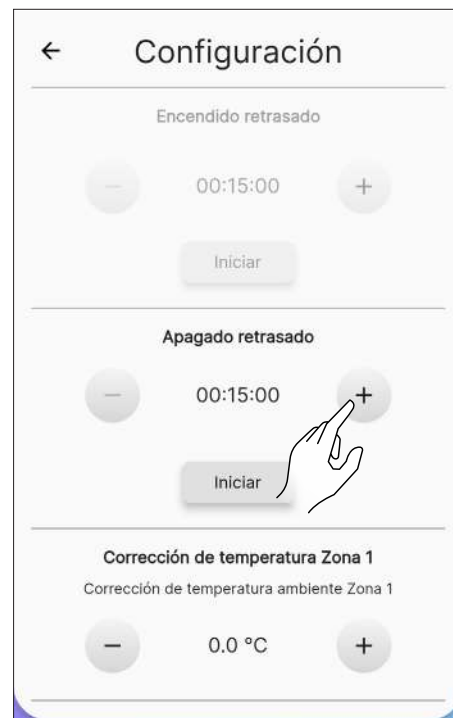 Configuración
Encendido retrasado
00:15:00
Iniciar
Apagado retrasado
00:15:00
Iniciar
Corrección de temperatura Zona 1
Corrección de temperatura ambiente Zona 1
0.0 °C